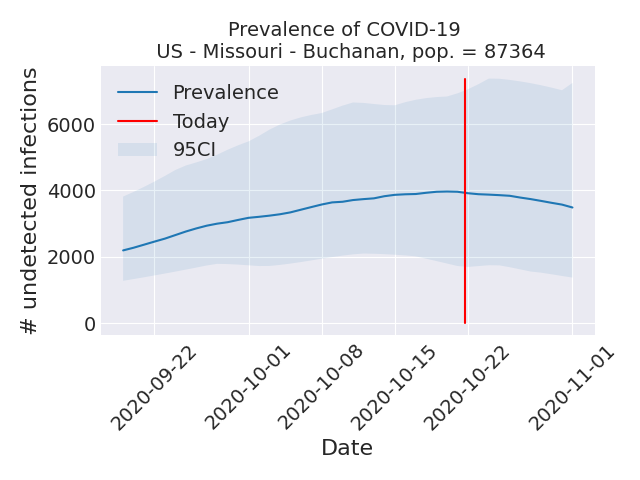 Prevalence of COVID-19
US - Missouri - Buchanan, pop. = 87364
# undetected infections
6000
4000
2000
0
Prevalence
Today
95CI
2020-09-22
2020-10-01
2020-10-08
2020-10-15
2020-10-22
2020-11-01
Date